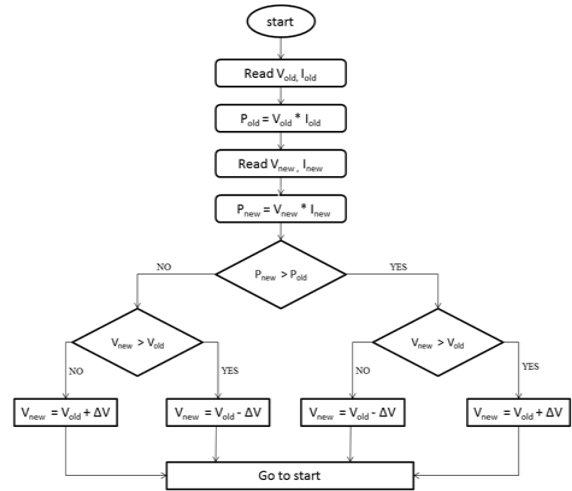 start
Read V_old, I_old
P_old = V_old * I_old
Read V_new , I_new
P_new = V_new * I_new
P_new > P_old
NO
YES
V_new > V_old
V_new > V_old
NO
YES
NO
YES
V_new = V_old + ΔV
V_new = V_old - ΔV
V_new = V_old - ΔV
V_new = V_old + ΔV
Go to start